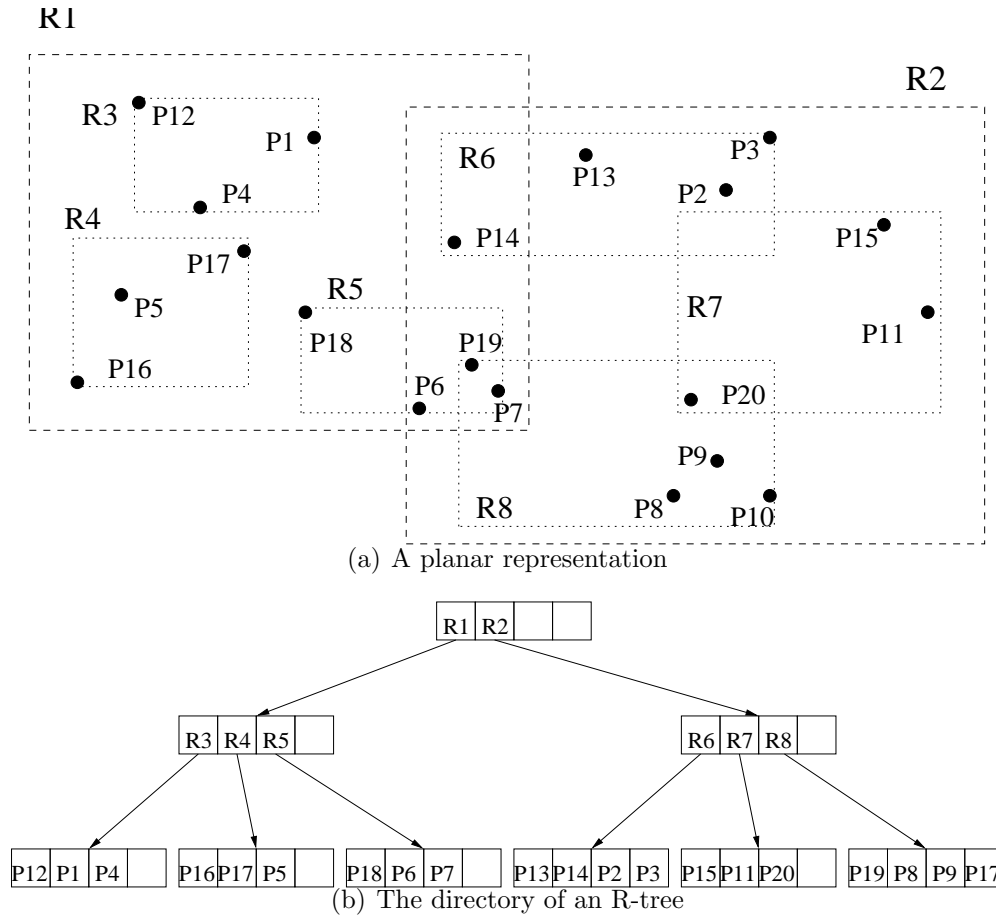 R1
R2
R3
P12
P1
P3
R6
P13
P2
P4
R4
P14
P15
P17
P5
R5
R7
P18
P19
P11
P16
P6
P7
P20
P9
R8
P8
P10
(a) A planar representation
R1 R2
R3 R4 R5
R6 R7 R8
P12 P1 P4
P16 P17 P5
P18 P6 P7
P13 P14 P2 P3
P15 P11 P20
P19 P8 P9 P17
(b) The directory of an R-tree